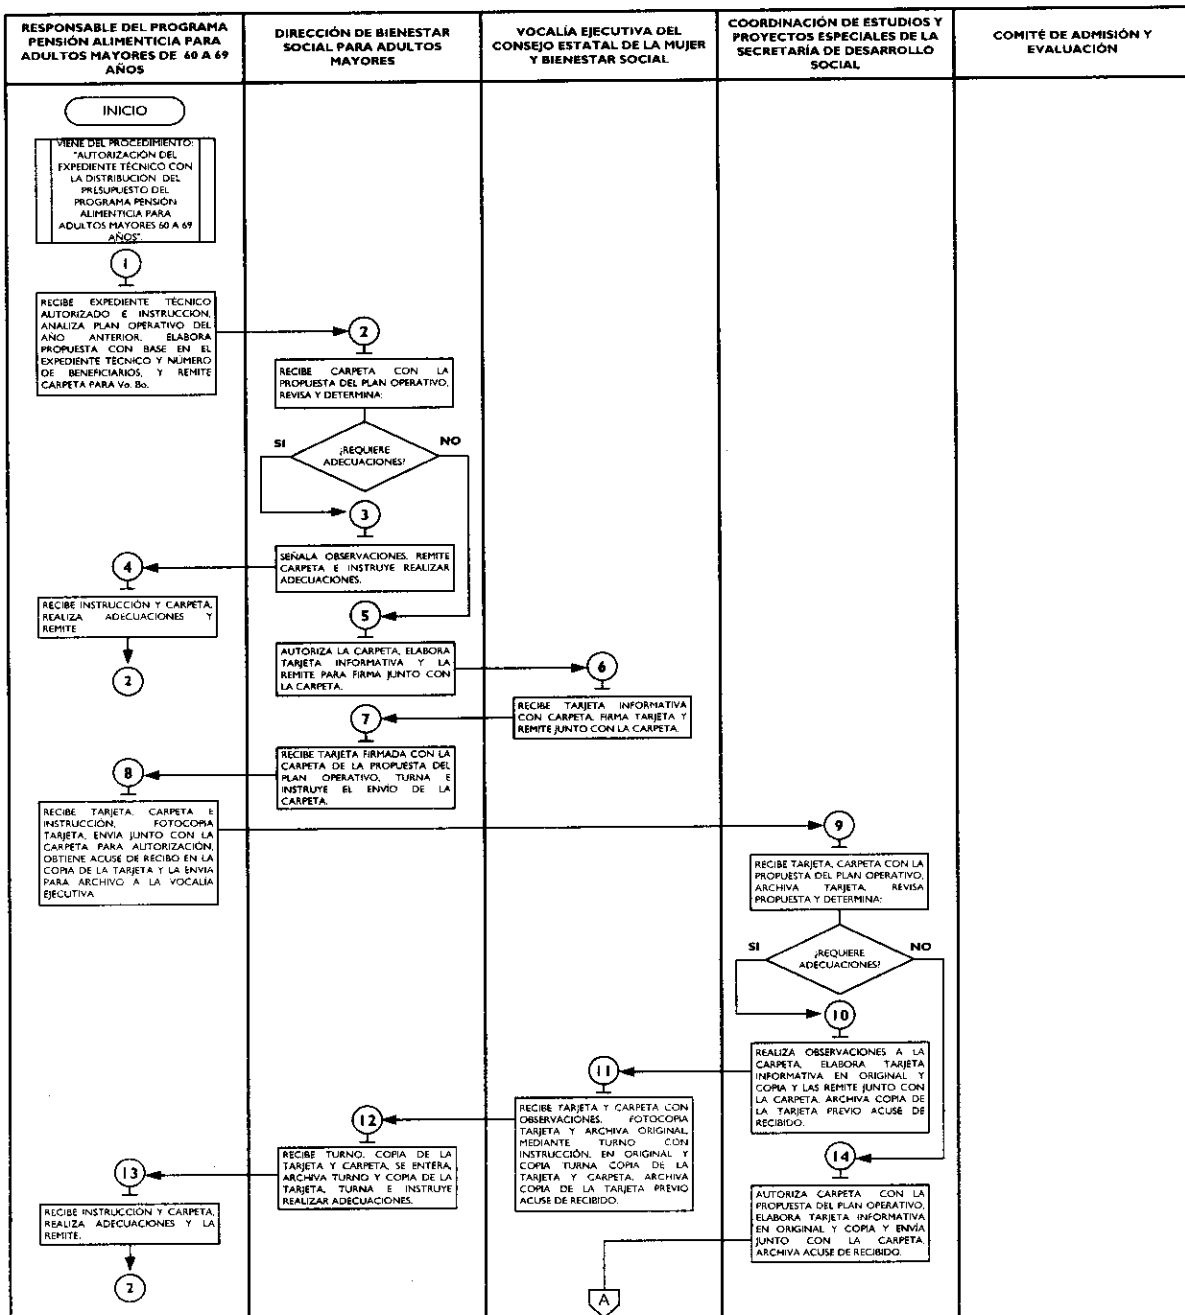 RESPONSABLE DEL PROGRAMA
PENSIÓN ALIMENTICIA PARA
ADULTOS MAYORES DE 60 A 69
AÑOS
DIRECCIÓN DE BIENESTAR
SOCIAL PARA ADULTOS
MAYORES
VOCALÍA EJECUTIVA DEL
CONSEJO ESTATAL DE LA MUJER
Y BIENESTAR SOCIAL
COORDINACIÓN DE ESTUDIOS Y
PROYECTOS ESPECIALES DE LA
SECRETARÍA DE DESARROLLO
SOCIAL
COMITÉ DE ADMISIÓN Y
EVALUACIÓN
INICIO
VIENE DEL PROCEDIMIENTO:
"AUTORIZACIÓN DEL
EXPEDIENTE TÉCNICO CON
LA DISTRIBUCIÓN DEL
PRESUPUESTO DEL
PROGRAMA PENSIÓN
ALIMENTICIA PARA
ADULTOS MAYORES 60 A 69
AÑOS".
1
RECIBE EXPEDIENTE TÉCNICO
AUTORIZADO E INSTRUCCIÓN,
ANALIZA PLAN OPERATIVO DEL
AÑO ANTERIOR, ELABORA
PROPUESTA CON BASE EN EL
EXPEDIENTE TÉCNICO Y NÚMERO
DE BENEFICIARIOS, Y REMITE
CARPETA PARA Vo. Bo.
2
RECIBE CARPETA CON LA
PROPUESTA DEL PLAN OPERATIVO,
REVISA Y DETERMINA:
SI
¿REQUIERE
ADECUACIONES?
NO
3
SEÑALA OBSERVACIONES, REMITE
CARPETA E INSTRUYE REALIZAR
ADECUACIONES.
4
RECIBE INSTRUCCIÓN Y CARPETA,
REALIZA ADECUACIONES Y
REMITE
2
5
AUTORIZA LA CARPETA, ELABORA
TARJETA INFORMATIVA Y LA
REMITE PARA FIRMA JUNTO CON
LA CARPETA.
6
RECIBE TARJETA INFORMATIVA
CON CARPETA, FIRMA TARJETA Y
REMITE JUNTO CON LA CARPETA.
7
RECIBE TARJETA FIRMADA CON LA
CARPETA DE LA PROPUESTA DEL
PLAN OPERATIVO, TURNA E
INSTRUYE EL ENVÍO DE LA
CARPETA.
8
RECIBE TARJETA, CARPETA E
INSTRUCCIÓN, FOTOCOPIA
TARJETA, ENVIA JUNTO CON LA
CARPETA PARA AUTORIZACIÓN,
OBTIENE ACUSE DE RECIBO EN LA
COPIA DE LA TARJETA Y LA ENVIA
PARA ARCHIVO A LA VOCALÍA
EJECUTIVA
9
RECIBE TARJETA, CARPETA CON LA
PROPUESTA DEL PLAN OPERATIVO,
ARCHIVA TARJETA, REVISA
PROPUESTA Y DETERMINA:
SI
¿REQUIERE
ADECUACIONES?
NO
10
REALIZA OBSERVACIONES A LA
CARPETA, ELABORA TARJETA
INFORMATIVA EN ORIGINAL Y
COPIA Y LAS REMITE JUNTO CON
LA CARPETA, ARCHIVA COPIA DE
LA TARJETA PREVIO ACUSE DE
RECIBIDO.
11
RECIBE TARJETA Y CARPETA CON
OBSERVACIONES, FOTOCOPIA
TARJETA Y ARCHIVA ORIGINAL,
MEDIANTE TURNO CON
INSTRUCCIÓN, EN ORIGINAL Y
COPIA TURNA COPIA DE LA
TARJETA Y CARPETA, ARCHIVA
COPIA DE LA TARJETA PREVIO
ACUSE DE RECIBIDO.
12
RECIBE TURNO, COPIA DE LA
TARJETA Y CARPETA, SE ENTERA,
ARCHIVA TURNO Y COPIA DE LA
TARJETA, TURNA E INSTRUYE
REALIZAR ADECUACIONES.
13
RECIBE INSTRUCCIÓN Y CARPETA,
REALIZA ADECUACIONES Y LA
REMITE.
2
14
AUTORIZA CARPETA CON LA
PROPUESTA DEL PLAN OPERATIVO,
ELABORA TARJETA INFORMATIVA
EN ORIGINAL Y COPIA Y ENVÍA
JUNTO CON LA CARPETA,
ARCHIVA ACUSE DE RECIBIDO.
A